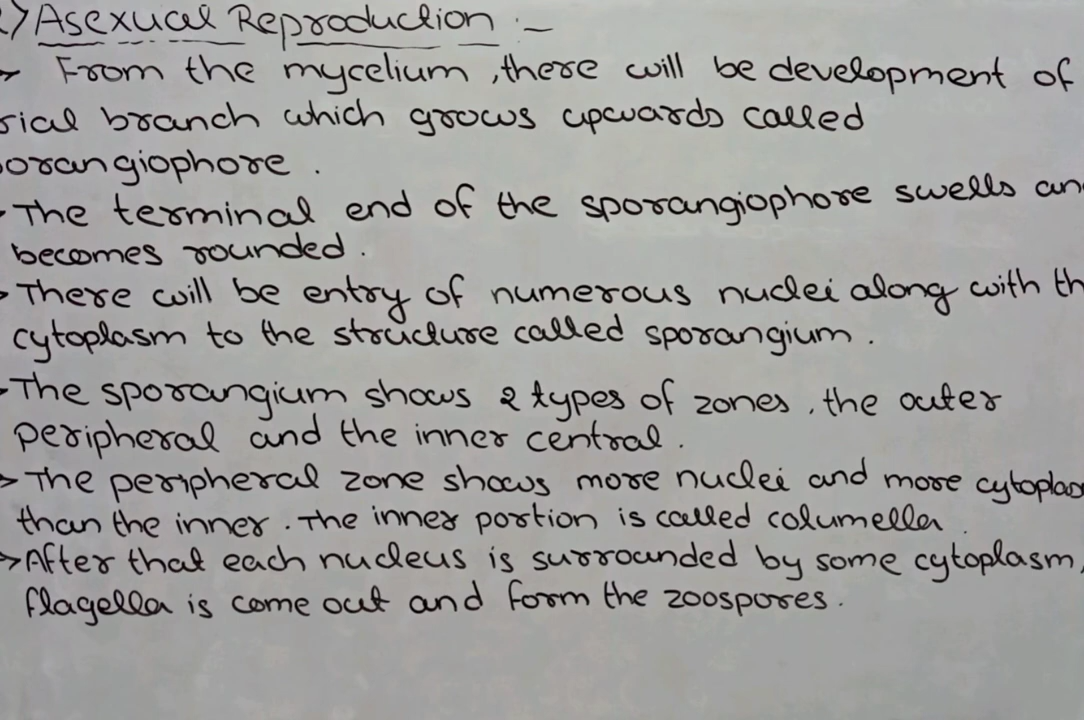 ) Asexual Reproduction :-
→ From the mycelium, there will be development of
rial branch which grows upwards called
orangiophore.
- The terminal end of the sporangiophore swells an
becomes rounded.
> There will be entry of numerous nuclei along with th
cytoplasm to the structure called sporangium.
- The sporangium shows 2 types of zones, the outer
peripheral and the inner central.
> The peripheral zone shows more nuclei and more cytoplas
than the inner. The inner portion is called columella.
> After that each nucleus is surrounded by some cytoplasm,
flagella is come out and form the zoospores.